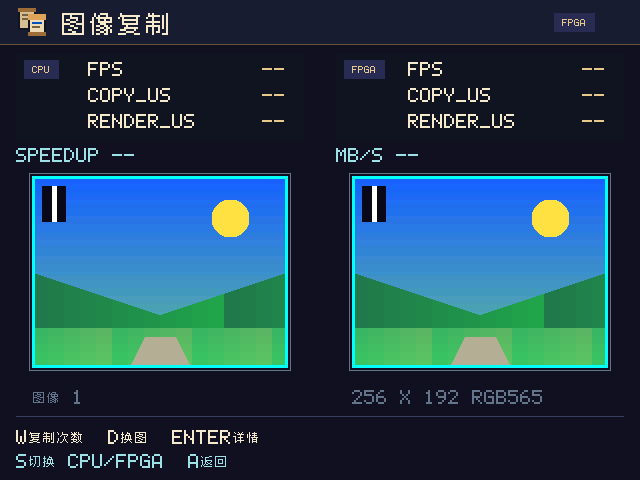 图像复制 FPGA
CPU FPS -- FPGA FPS --
COPY_US -- COPY_US --
RENDER_US -- RENDER_US --
SPEEDUP -- MB/S --
图像 1 256 X 192 RGB565
W复制次数 D换图 ENTER详情
S切换 CPU/FPGA A返回